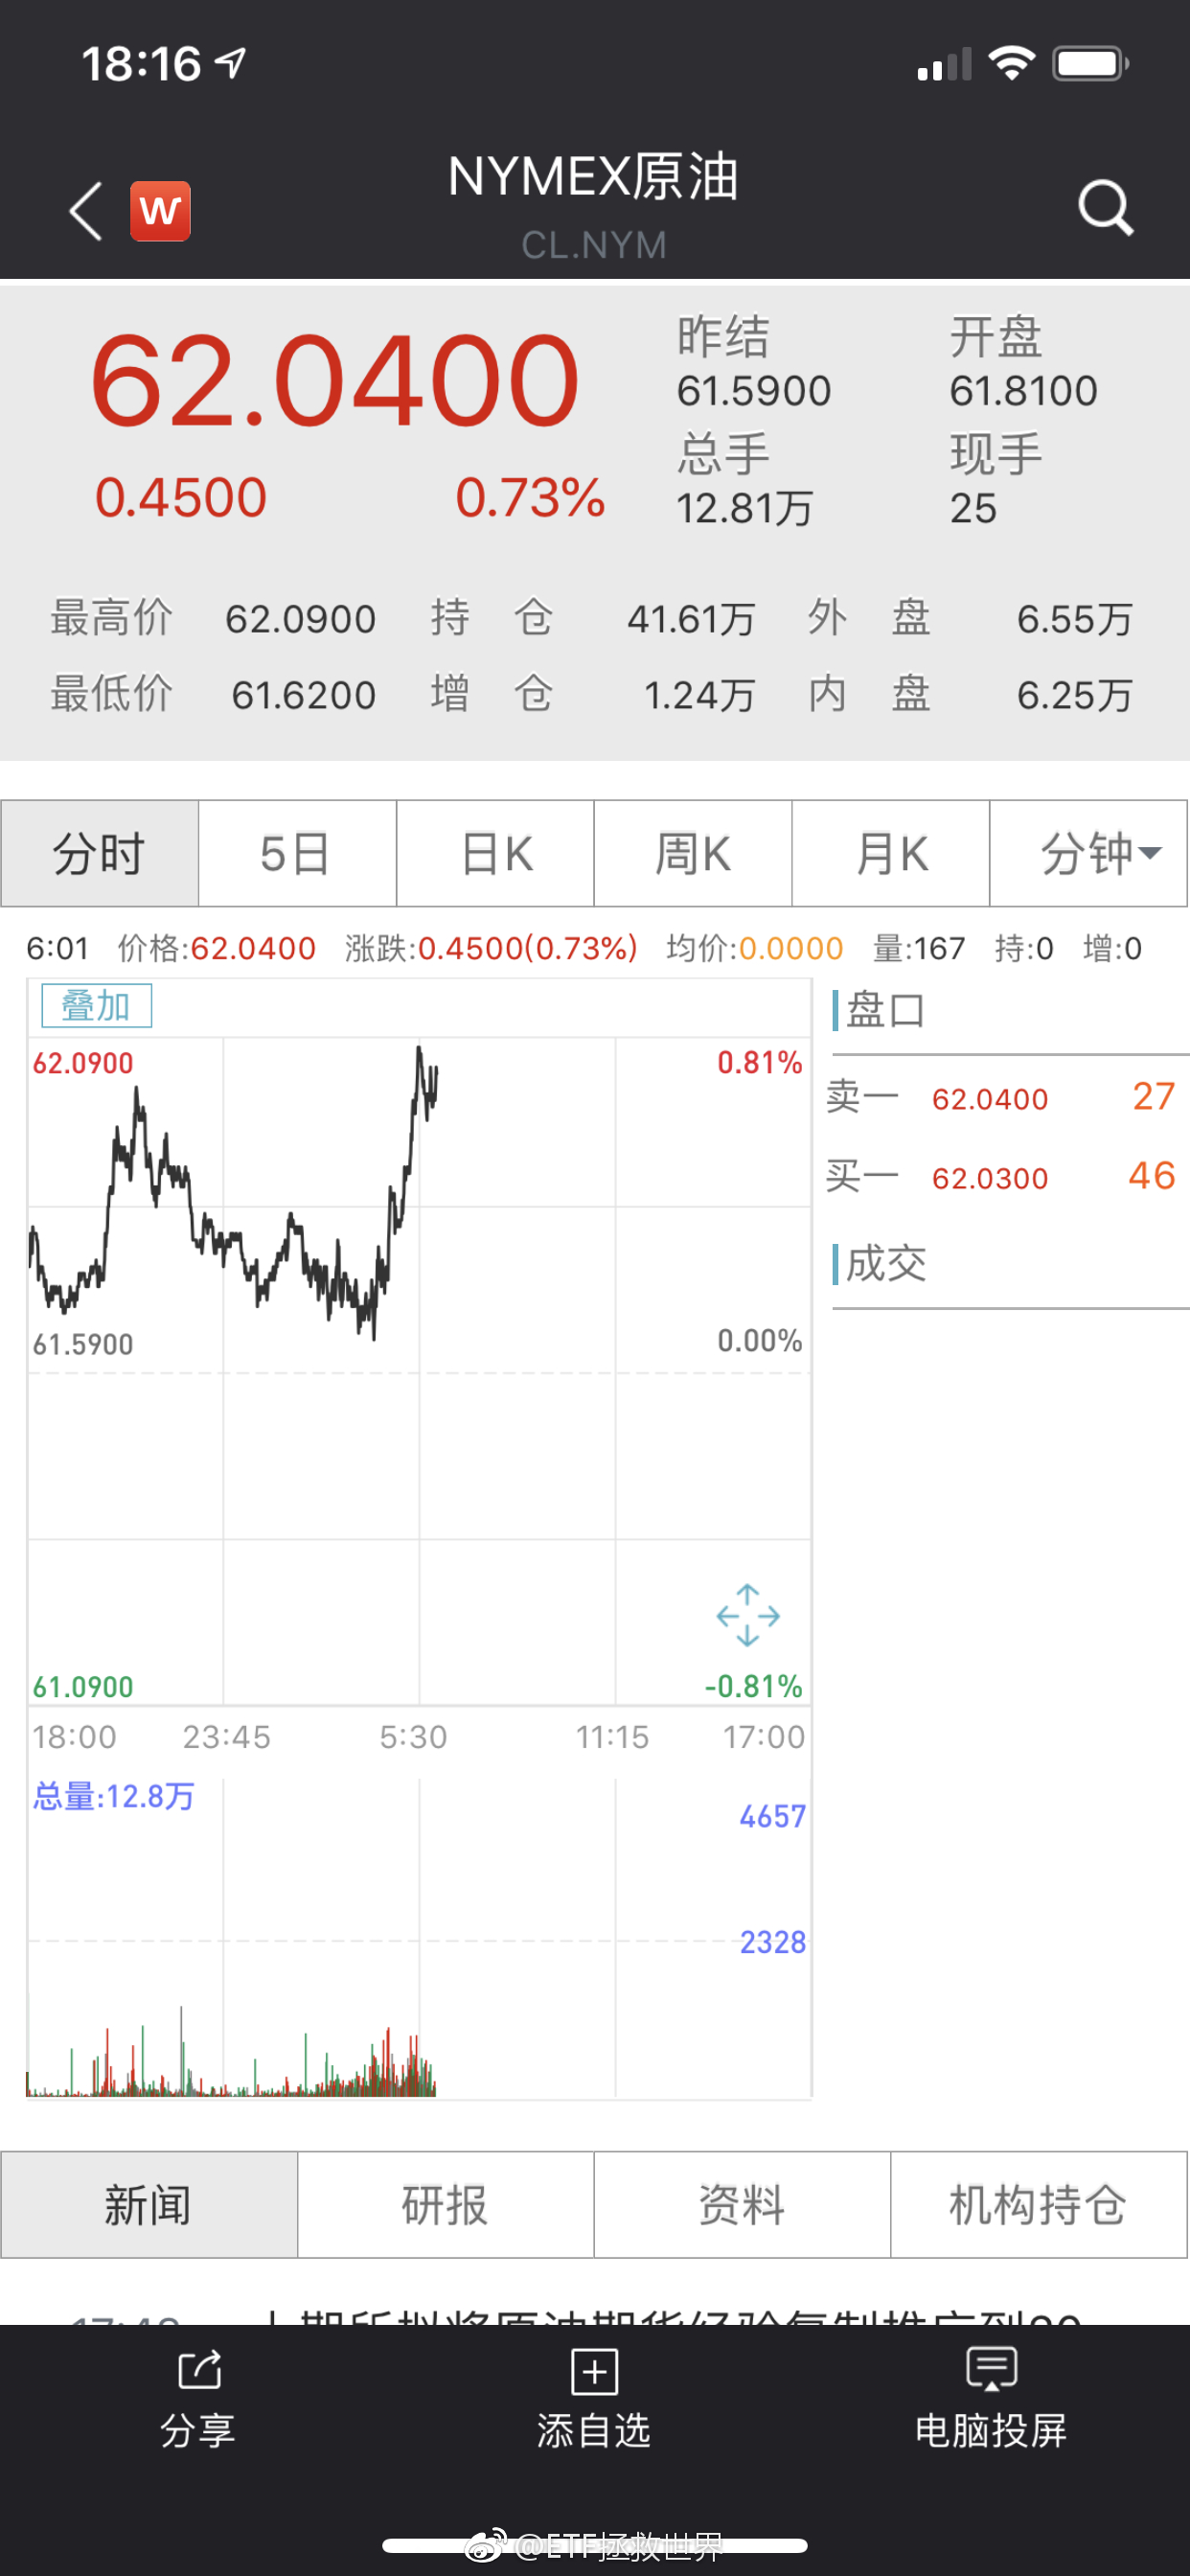 18:16
W
NYMEX原油
CL.NYM
62.0400
0.4500 0.73%
昨结 开盘
61.5900 61.8100
总手 现手
12.81万 25
最高价 62.0900 持仓 41.61万 外盘 6.55万
最低价 61.6200 增仓 1.24万 内盘 6.25万
分时 5日 日K 周K 月K 分钟
6:01 价格:62.0400 涨跌:0.4500(0.73%) 均价:0.0000 量:167 持:0 增:0
叠加
62.0900 0.81%
61.5900 0.00%
61.0900 -0.81%
18:00 23:45 5:30 11:15 17:00
总量:12.8万
4657
2328
盘口
卖一 62.0400 27
买一 62.0300 46
成交
新闻 研报 资料 机构持仓
分享 添自选 电脑投屏
@ETF拯救世界